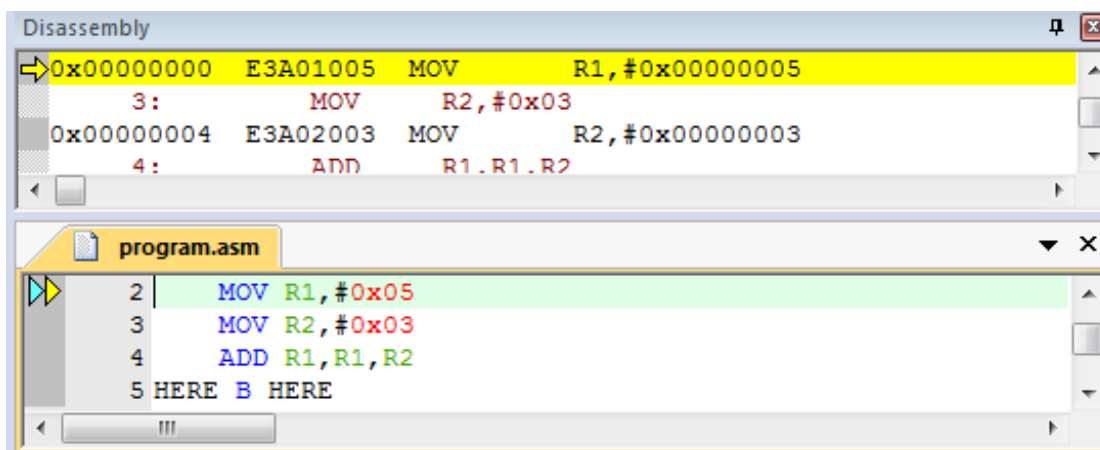 Disassembly
0x00000000 E3A01005 MOV R1,#0x00000005
3: MOV R2,#0x03
0x00000004 E3A02003 MOV R2,#0x00000003
4: ADD R1,R1,R2
program.asm
2 MOV R1,#0x05
3 MOV R2,#0x03
4 ADD R1,R1,R2
5 HERE B HERE